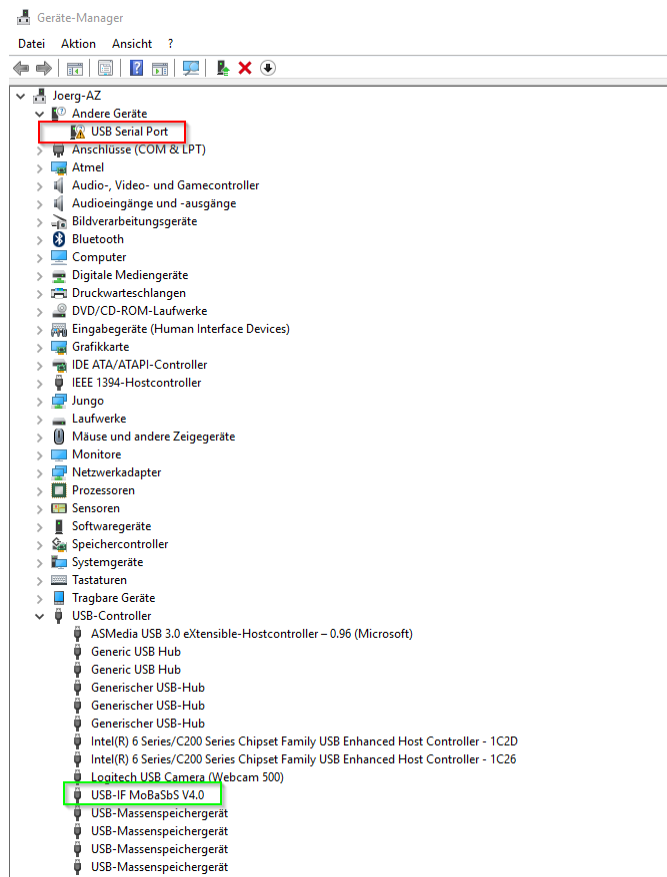 Geräte-Manager
Datei Aktion Ansicht ?
Joerg-AZ
Andere Geräte
USB Serial Port
Anschlüsse (COM & LPT)
Atmel
Audio-, Video- und Gamecontroller
Audioeingänge und -ausgänge
Bildverarbeitungsgeräte
Bluetooth
Computer
Digitale Mediengeräte
Druckwarteschlangen
DVD/CD-ROM-Laufwerke
Eingabegeräte (Human Interface Devices)
Grafikkarte
IDE ATA/ATAPI-Controller
IEEE 1394-Hostcontroller
Jungo
Laufwerke
Mäuse und andere Zeigegeräte
Monitore
Netzwerkadapter
Prozessoren
Sensoren
Softwaregeräte
Speichercontroller
Systemgeräte
Tastaturen
Tragbare Geräte
USB-Controller
ASMedia USB 3.0 eXtensible-Hostcontroller – 0.96 (Microsoft)
Generic USB Hub
Generic USB Hub
Generischer USB-Hub
Generischer USB-Hub
Generischer USB-Hub
Intel(R) 6 Series/C200 Series Chipset Family USB Enhanced Host Controller - 1C2D
Intel(R) 6 Series/C200 Series Chipset Family USB Enhanced Host Controller - 1C26
Logitech USB Camera (Webcam 500)
USB-IF MoBaSbS V4.0
USB-Massenspeichergerät
USB-Massenspeichergerät
USB-Massenspeichergerät
USB-Massenspeichergerät